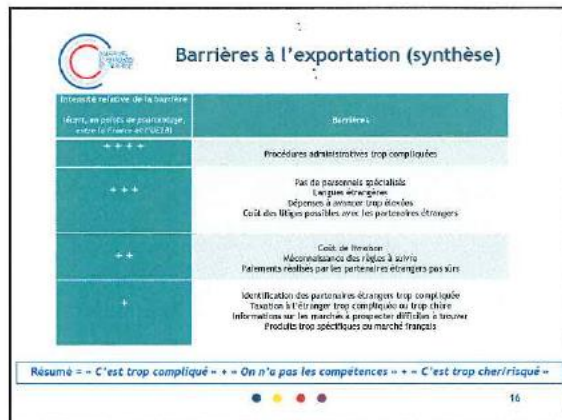 Barrières à l'exportation (synthèse)
Intensité relative de la barrière
(écart, en points de pourcentage,
entre la France et l'UE28)
Barrières
++++
Procédures administratives trop compliquées
+++
Pas de personnels spécialisés
Langues étrangères
Dépenses à avancer trop élevées
Coût des litiges possibles avec les partenaires étrangers
++
Coût de livraison
Méconnaissance des règles à suivre
Paiements réalisés par les partenaires étrangers pas sûrs
+
Identification des partenaires étrangers trop compliquée
Taxation à l'étranger trop compliquée ou trop chère
Informations sur les marchés à prospecter difficiles à trouver
Produits trop spécifiques au marché français
Résumé = « C'est trop compliqué » + « On n'a pas les compétences » + « C'est trop cher/risqué »
16